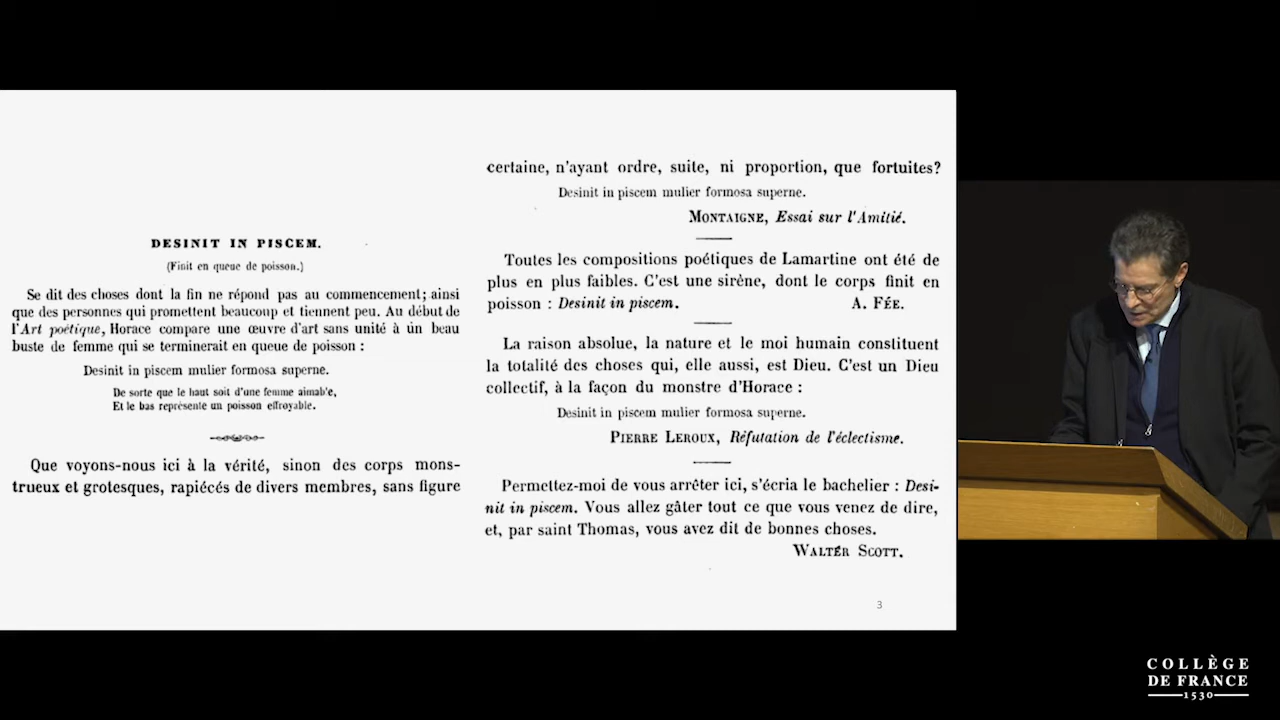 DESINIT IN PISCEM.
(Finit en queue de poisson.)
Se dit des choses dont la fin ne répond pas au commencement; ainsi
que des personnes qui promettent beaucoup et tiennent peu. Au début de
l'Art poétique, Horace compare une œuvre d'art sans unité à un beau
buste de femme qui se terminerait en queue de poisson :
Desinit in piscem mulier formosa superne.
De sorte que le haut soit d'une femme aimab'e,
Et le bas représente un poisson effroyable.
Que voyons-nous ici à la vérité, sinon des corps mons-
trueux et grotesques, rapiécés de divers membres, sans figure
certaine, n'ayant ordre, suite, ni proportion, que fortuites?
Desinit in piscem mulier formosa superne.
MONTAIGNE, Essai sur l'Amitié.
Toutes les compositions poétiques de Lamartine ont été de
plus en plus faibles. C'est une sirène, dont le corps finit en
poisson : Desinit in piscem. A. FÉE.
La raison absolue, la nature et le moi humain constituent
la totalité des choses qui, elle aussi, est Dieu. C'est un Dieu
collectif, à la façon du monstre d'Horace :
Desinit in piscem mulier formosa superne.
PIERRE LEROUX, Réfutation de l'éclectisme.
Permettez-moi de vous arrêter ici, s'écria le bachelier : Desi-
nit in piscem. Vous allez gâter tout ce que vous venez de dire,
et, par saint Thomas, vous avez dit de bonnes choses.
WALTER SCOTT.
3
COLLÈGE
DE FRANCE
1530